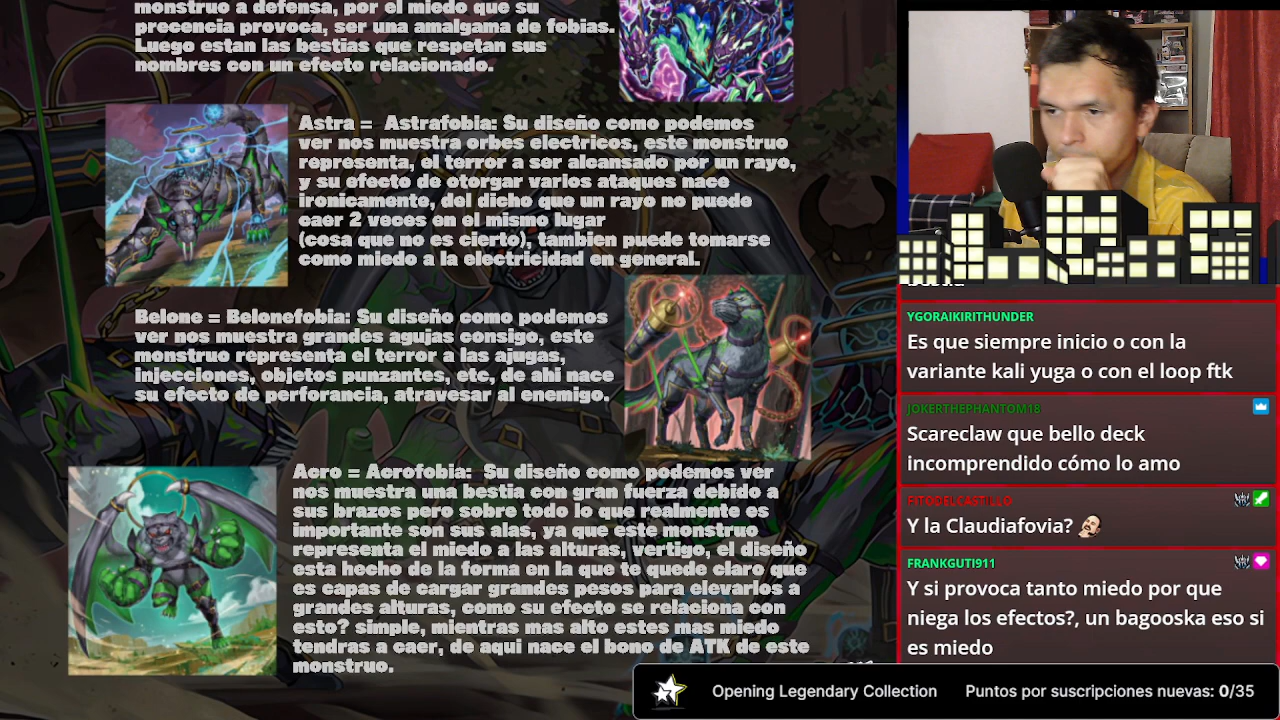 monstruo a defensa, por el miedo que su
precencia provoca, ser una amalgama de fobias.
Luego estan las bestias que respetan sus
nombres con un efecto relacionado.
Astra = Astrafobia: Su diseño como podemos
ver nos muestra orbes electricos, este monstruo
representa, el terror a ser alcansado por un rayo,
y su efecto de otorgar varios ataques nace
ironicamente, del dicho que un rayo no puede
caer 2 veces en el mismo lugar
(cosa que no es cierto), tambien puede tomarse
como miedo a la electricidad en general.
Belone = Belonefobia: Su diseño como podemos
ver nos muestra grandes agujas consigo, este
monstruo representa el terror a las ajugas,
injecciones, objetos punzantes, etc, de ahi nace
su efecto de perforancia, atravesar al enemigo.
Acro = Acrofobia: Su diseño como podemos ver
nos muestra una bestia con gran fuerza debido a
sus brazos pero sobre todo lo que realmente es
importante son sus alas, ya que este monstruo
representa el miedo a las alturas, vertigo, el diseño
esta hecho de la forma en la que te quede claro que
es capas de cargar grandes pesos para elevarlos a
grandes alturas, como su efecto se relaciona con
esto? simple, mientras mas alto estes mas miedo
tendras a caer, de aqui nace el bono de ATK de este
monstruo.
YGORAIKIRITHUNDER
Es que siempre inicio o con la
variante kali yuga o con el loop ftk
JOKERTHEPHANTOM18
Scareclaw que bello deck
incomprendido cómo lo amo
FITODELCASTILLO
Y la Claudiafovia?
FRANKGUTI911
Y si provoca tanto miedo por que
niega los efectos?, un bagooska eso si
es miedo
Opening Legendary Collection
Puntos por suscripciones nuevas: 0/35